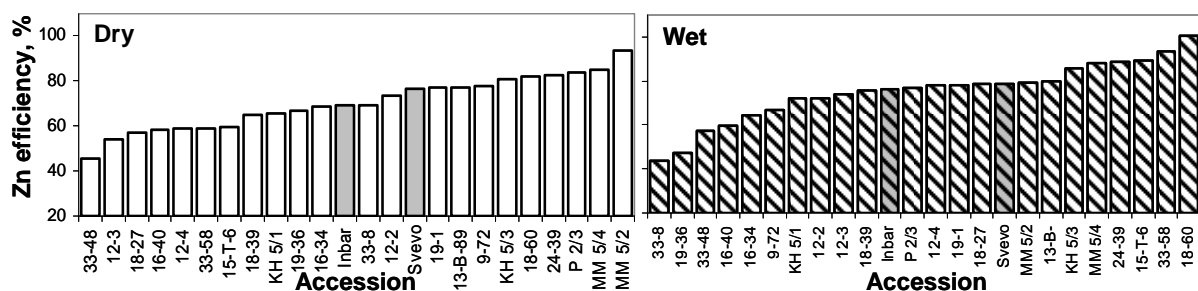 Zn efficiency, %
100
80
60
40
20
Dry
33-48
12-3
18-27
16-40
12-4
33-58
15-T-6
18-39
KH 5/1
19-36
16-34
Inbar
33-8
12-2
Svevo
19-1
13-B-89
9-72
KH 5/3
18-60
24-39
P 2/3
MM 5/4
MM 5/2
Accession
Wet
33-8
19-36
33-48
16-40
16-34
9-72
KH 5/1
12-2
12-3
18-39
Inbar
P 2/3
12-4
19-1
18-27
Svevo
MM 5/2
13-B-
KH 5/3
MM 5/4
24-39
15-T-6
33-58
18-60
Accession